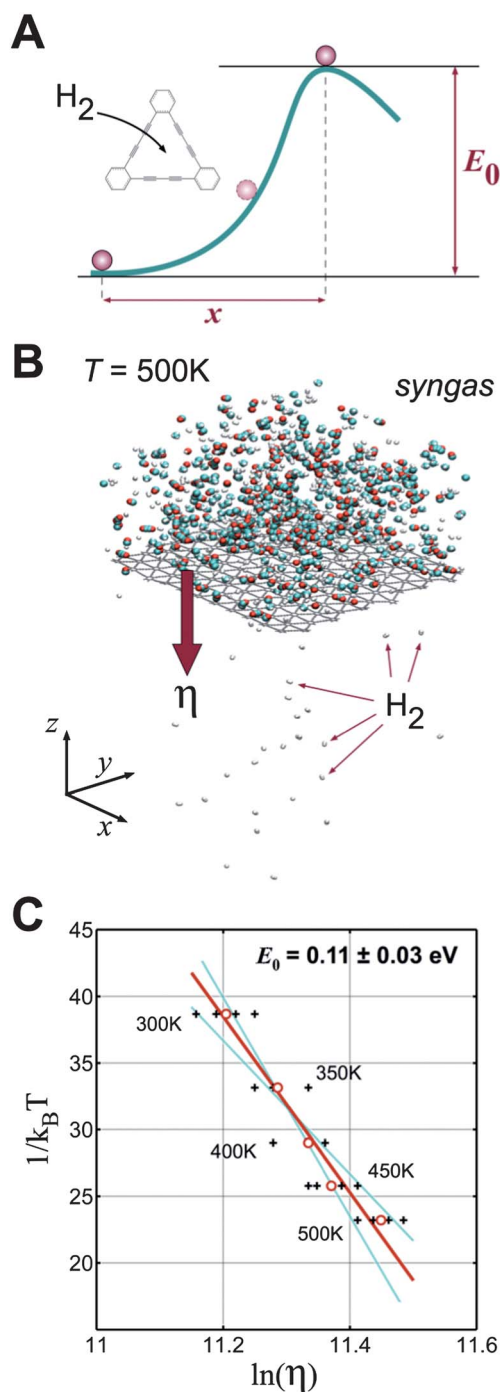 A
H₂
E₀
x
B
T = 500K
syngas
η
H₂
z
y
x
C
E₀ = 0.11 ± 0.03 eV
45
40
35
30
25
20
1/k_BT
300K
350K
400K
450K
500K
11
11.2
11.4
11.6
ln(η)